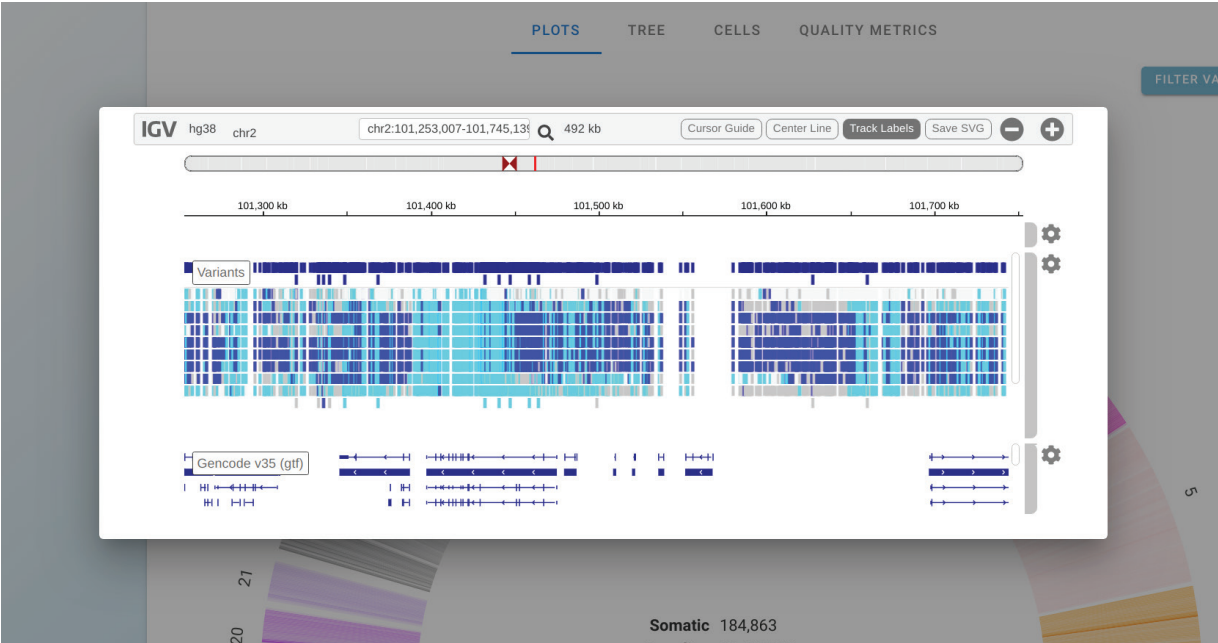 PLOTS TREE CELLS QUALITY METRICS
FILTER VA
IGV hg38 chr2 chr2:101,253,007-101,745,139 492 kb Cursor Guide Center Line Track Labels Save SVG
101,300 kb 101,400 kb 101,500 kb 101,600 kb 101,700 kb
Variants
Gencode v35 (gtf)
5
21
20
Somatic 184,863